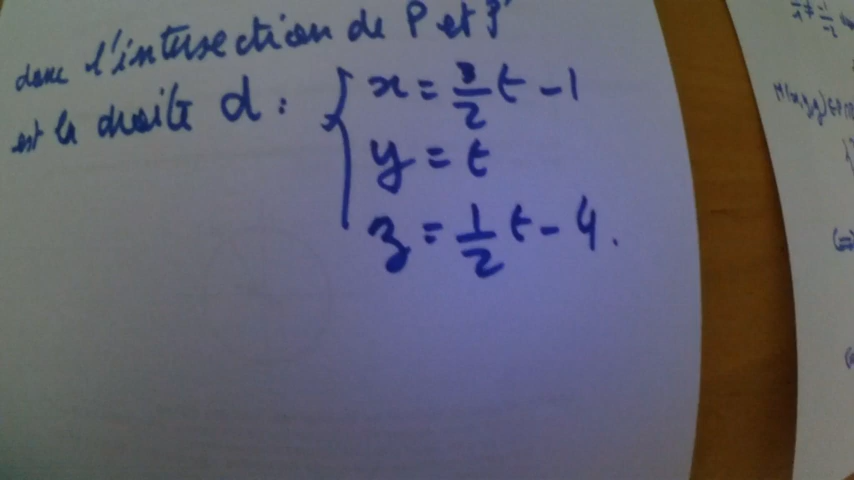 donc l'intersection de P et P'
est la droite d : { x = 3/2 t - 1
y = t
z = 1/2 t - 4.